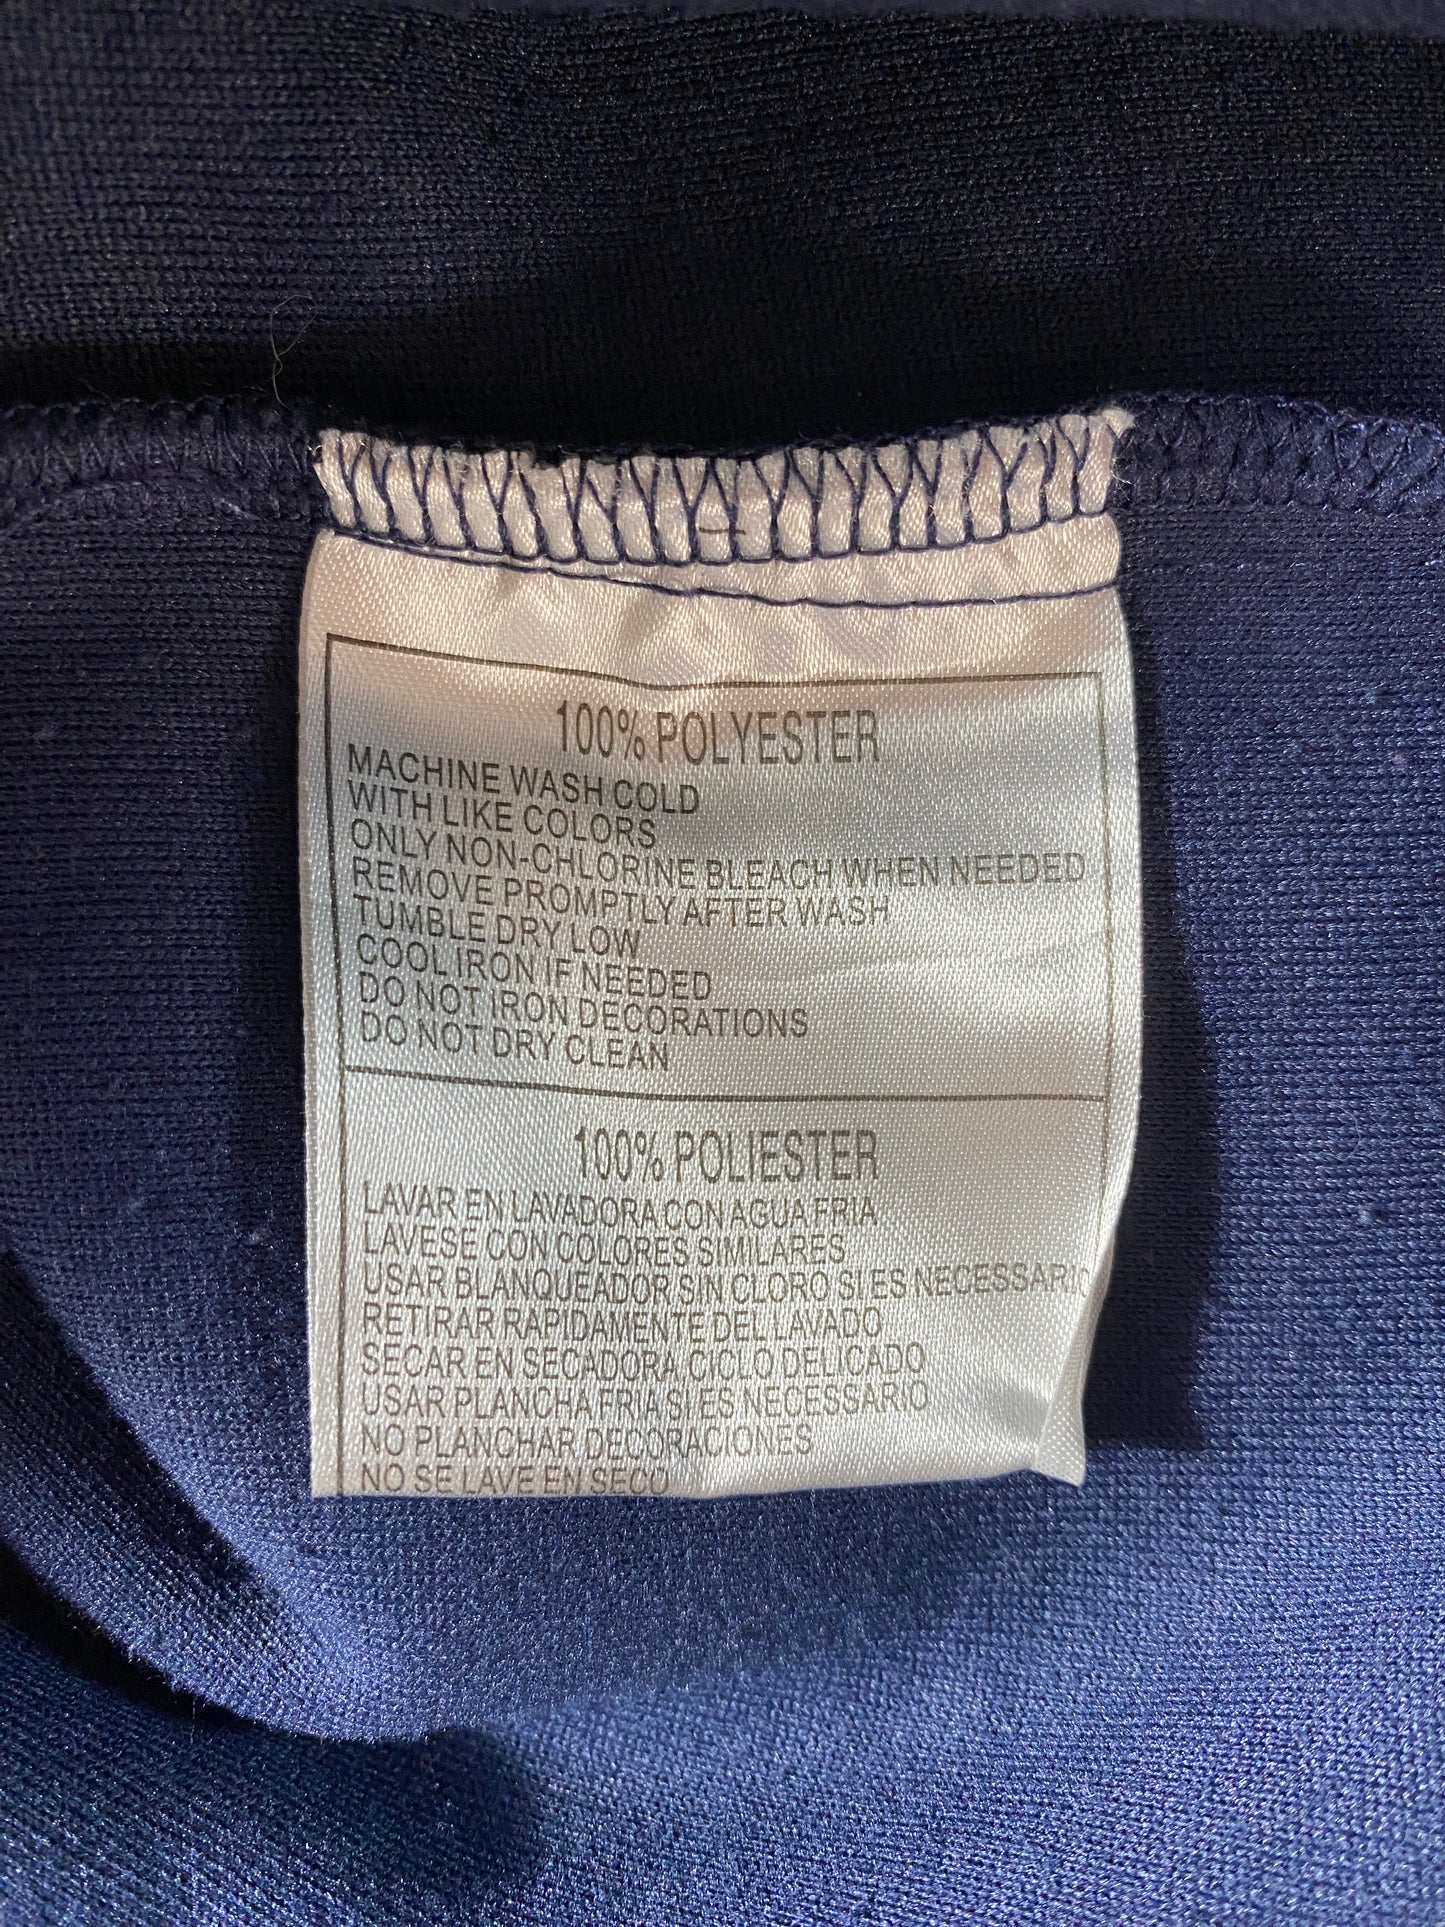 100% POLYESTER
MACHINE WASH COLD
WITH LIKE COLORS
ONLY NON-CHLORINE BLEACH WHEN NEEDED
REMOVE PROMPTLY AFTER WASH
TUMBLE DRY LOW
COOL IRON IF NEEDED
DO NOT IRON DECORATIONS
DO NOT DRY CLEAN
100% POLIESTER
LAVAR EN LAVADORA CON AGUA FRIA
LAVESE CON COLORES SIMILARES
USAR BLANQUEADOR SIN CLORO SI ES NECESSARIO
RETIRAR RAPIDAMENTE DEL LAVADO
SECAR EN SECADORA, CICLO DELICADO
USAR PLANCHA FRIA SI ES NECESSARIO
NO PLANCHAR DECORACIONES
NO SE LAVE EN SECO